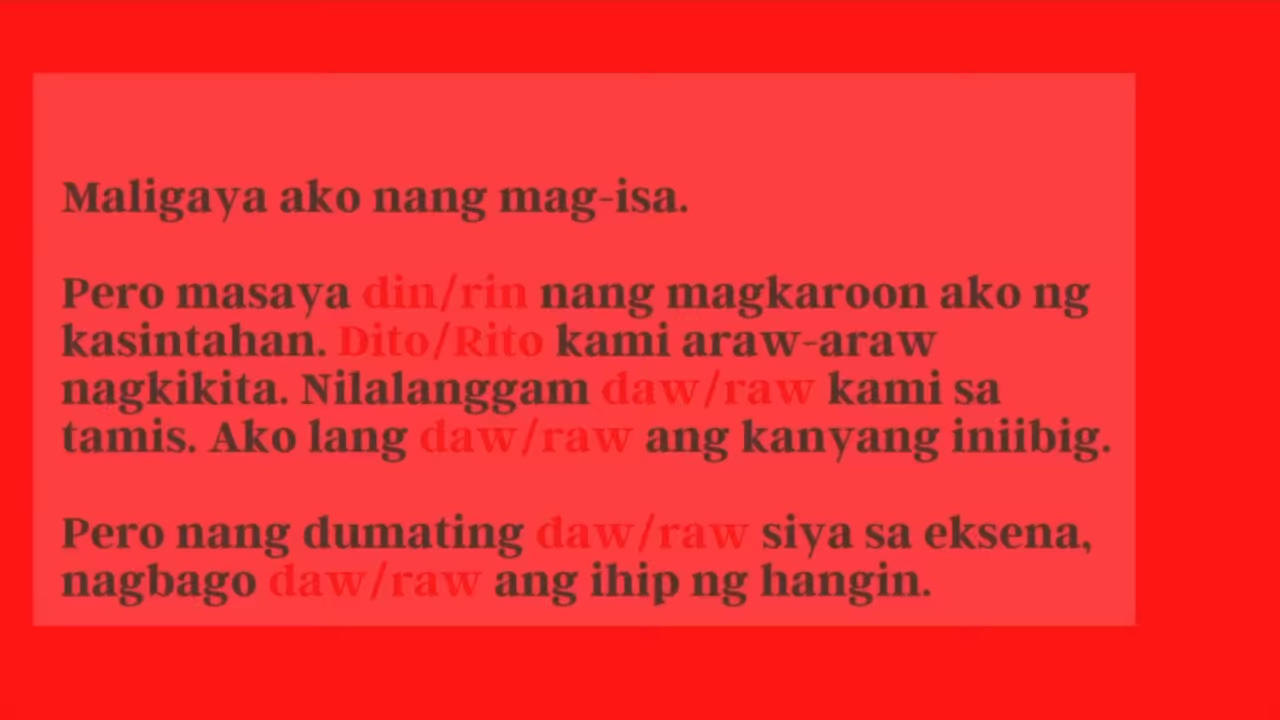 Maligaya ako nang mag-isa.
Pero masaya din/rin nang magkaroon ako ng
kasintahan. Dito/Rito kami araw-araw
nagkikita. Nilalanggam daw/raw kami sa
tamis. Ako lang daw/raw ang kanyang iniibig.
Pero nang dumating daw/raw siya sa eksena,
nagbago daw/raw ang ihip ng hangin.